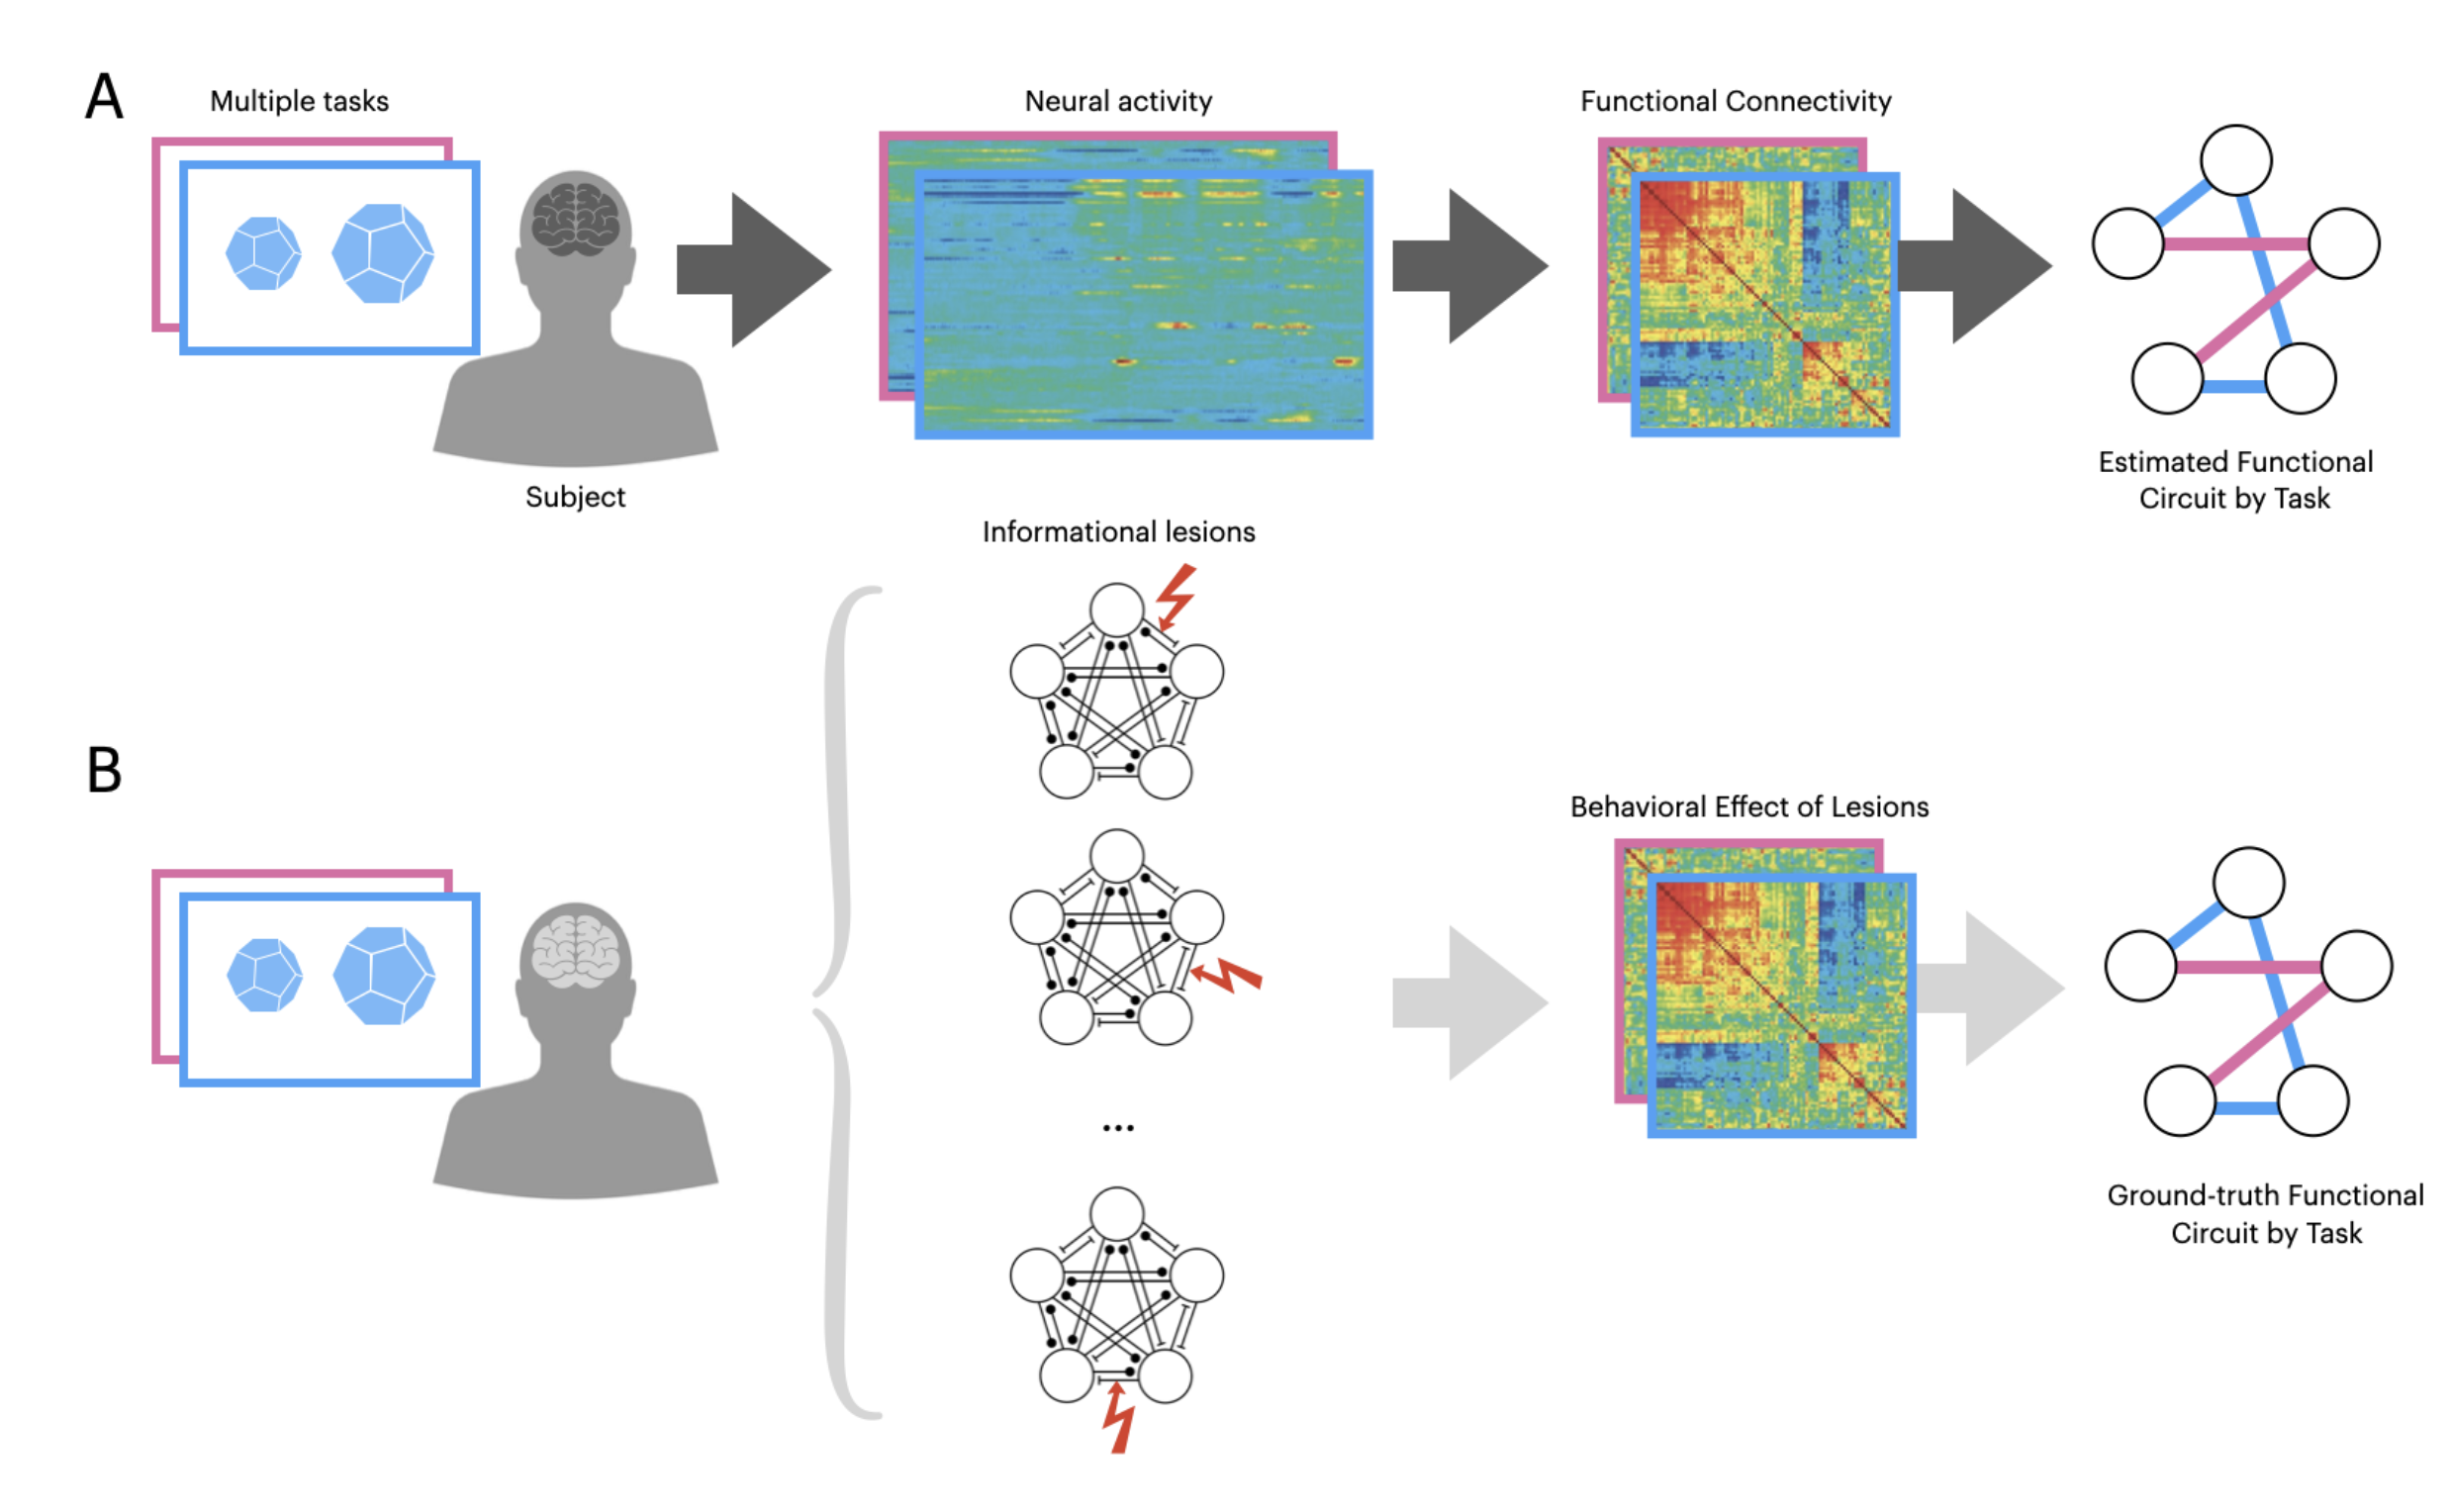 A
Multiple tasks
Neural activity
Functional Connectivity
Subject
Estimated Functional
Circuit by Task
Informational lesions
B
Behavioral Effect of Lesions
...
Ground-truth Functional
Circuit by Task